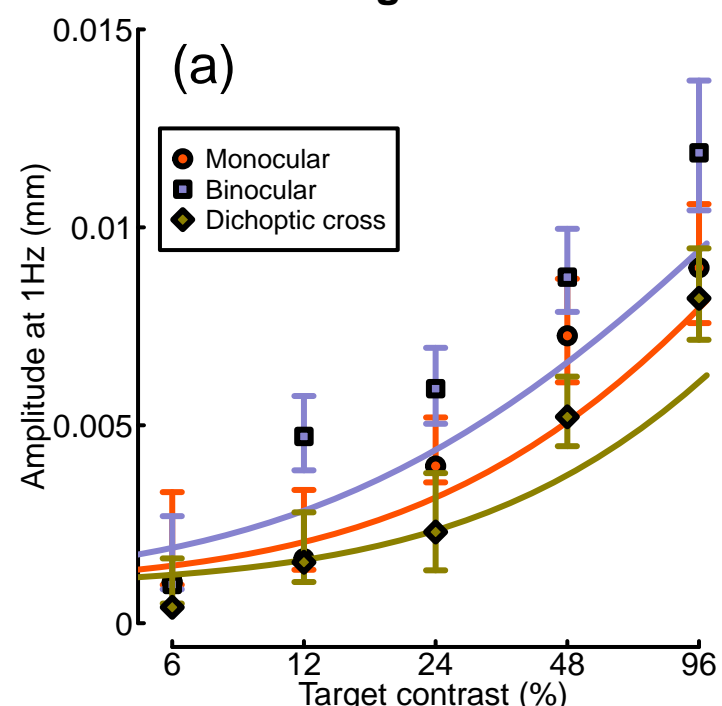 0.015
(a)
Monocular
Binocular
Dichoptic cross
0.01
0.005
0
Amplitude at 1Hz (mm)
6 12 24 48 96
Target contrast (%)